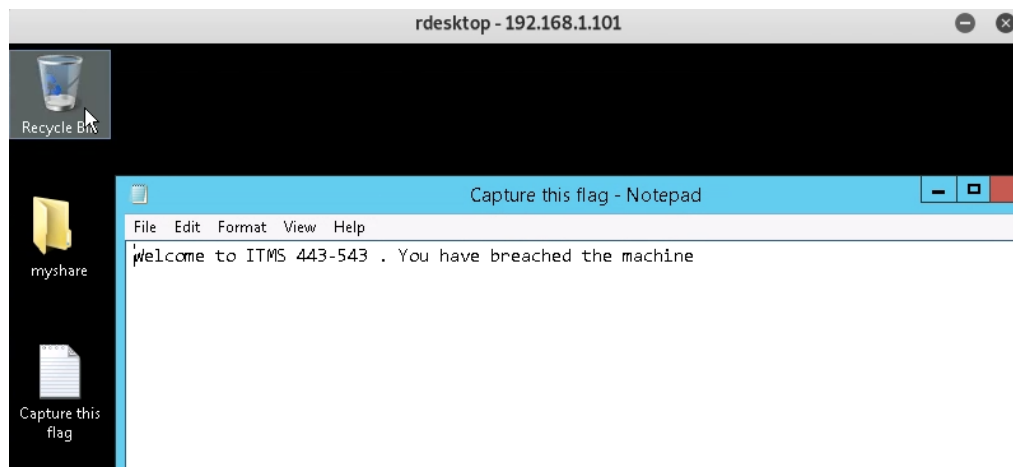 rdesktop - 192.168.1.101
Recycle Bin
Capture this flag - Notepad
File Edit Format View Help
Welcome to ITMS 443-543 . You have breached the machine
myshare
Capture this
flag